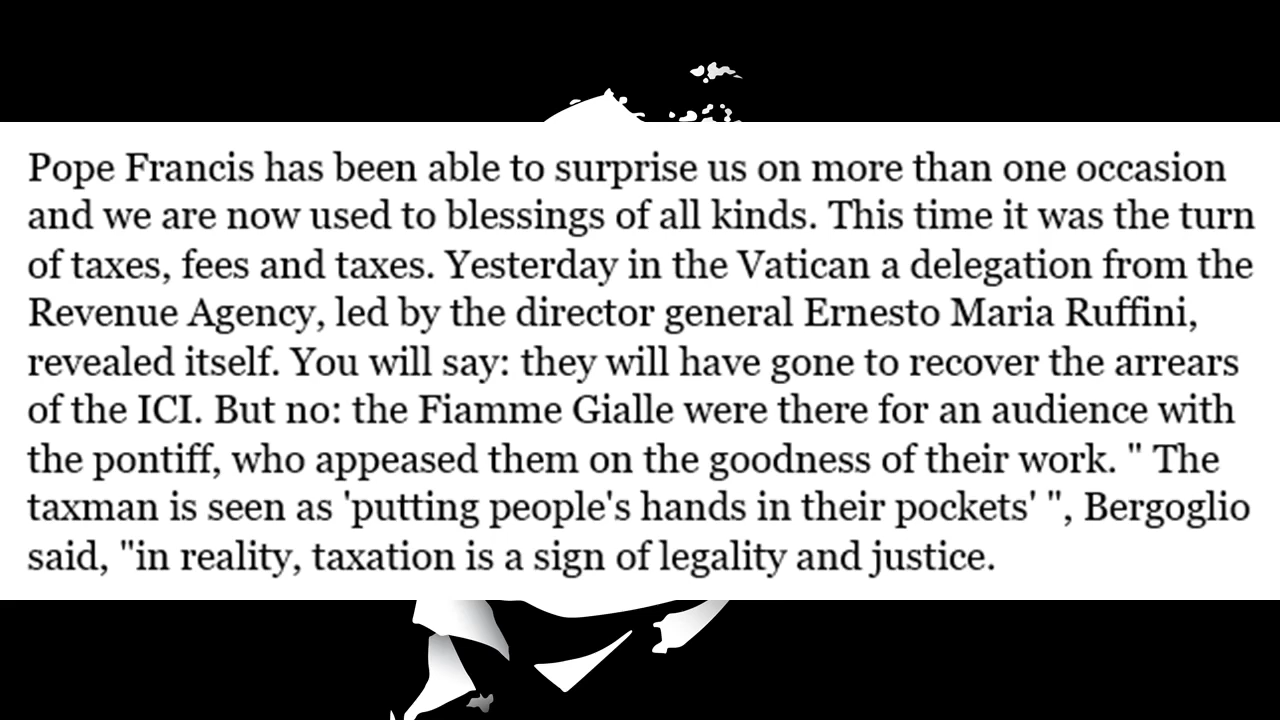 Pope Francis has been able to surprise us on more than one occasion
and we are now used to blessings of all kinds. This time it was the turn
of taxes, fees and taxes. Yesterday in the Vatican a delegation from the
Revenue Agency, led by the director general Ernesto Maria Ruffini,
revealed itself. You will say: they will have gone to recover the arrears
of the ICI. But no: the Fiamme Gialle were there for an audience with
the pontiff, who appeased them on the goodness of their work. " The
taxman is seen as 'putting people's hands in their pockets' ", Bergoglio
said, "in reality, taxation is a sign of legality and justice.